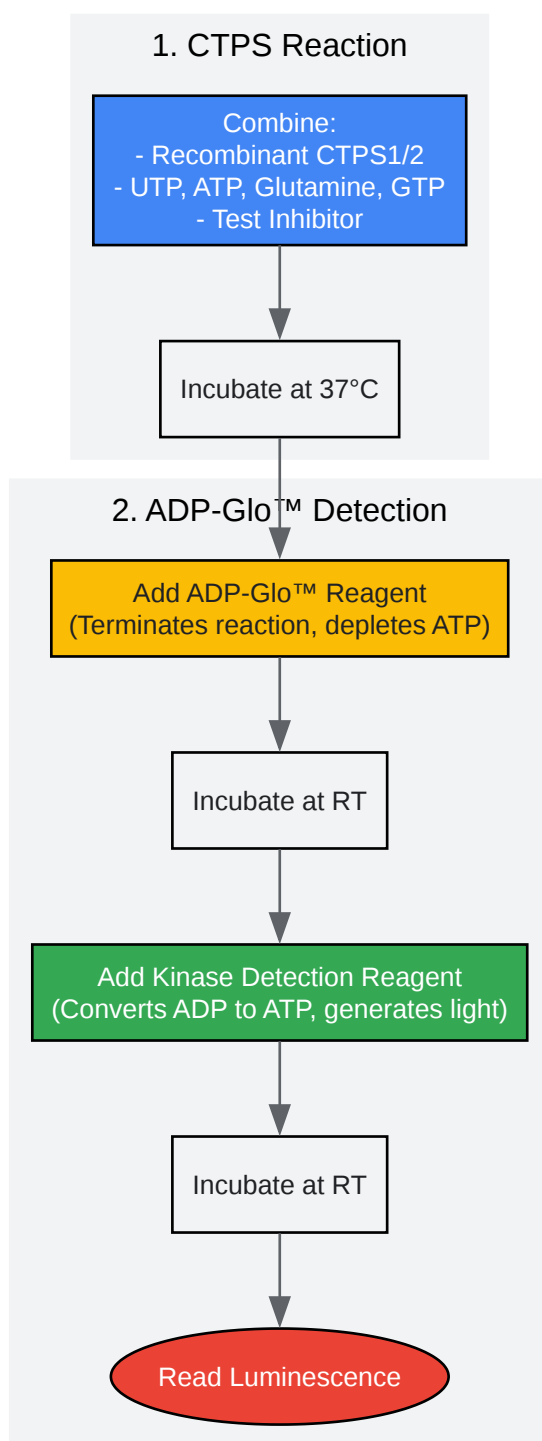 1. CTPS Reaction
Combine:
- Recombinant CTPS1/2
- UTP, ATP, Glutamine, GTP
- Test Inhibitor
Incubate at 37°C
2. ADP-Glo™ Detection
Add ADP-Glo™ Reagent
(Terminates reaction, depletes ATP)
Incubate at RT
Add Kinase Detection Reagent
(Converts ADP to ATP, generates light)
Incubate at RT
Read Luminescence